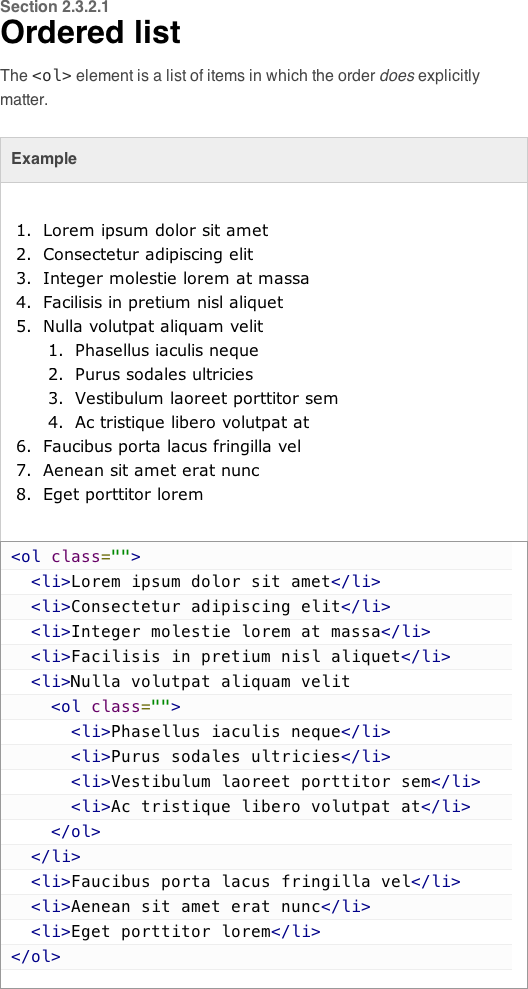 Section 2.3.2.1
Ordered list
The <ol> element is a list of items in which the order does explicitly
matter.
Example
1. Lorem ipsum dolor sit amet
2. Consectetur adipiscing elit
3. Integer molestie lorem at massa
4. Facilisis in pretium nisl aliquet
5. Nulla volutpat aliquam velit
1. Phasellus iaculis neque
2. Purus sodales ultricies
3. Vestibulum laoreet porttitor sem
4. Ac tristique libero volutpat at
6. Faucibus porta lacus fringilla vel
7. Aenean sit amet erat nunc
8. Eget porttitor lorem
<ol class="">
  <li>Lorem ipsum dolor sit amet</li>
  <li>Consectetur adipiscing elit</li>
  <li>Integer molestie lorem at massa</li>
  <li>Facilisis in pretium nisl aliquet</li>
  <li>Nulla volutpat aliquam velit
    <ol class="">
      <li>Phasellus iaculis neque</li>
      <li>Purus sodales ultricies</li>
      <li>Vestibulum laoreet porttitor sem</li>
      <li>Ac tristique libero volutpat at</li>
    </ol>
  </li>
  <li>Faucibus porta lacus fringilla vel</li>
  <li>Aenean sit amet erat nunc</li>
  <li>Eget porttitor lorem</li>
</ol>